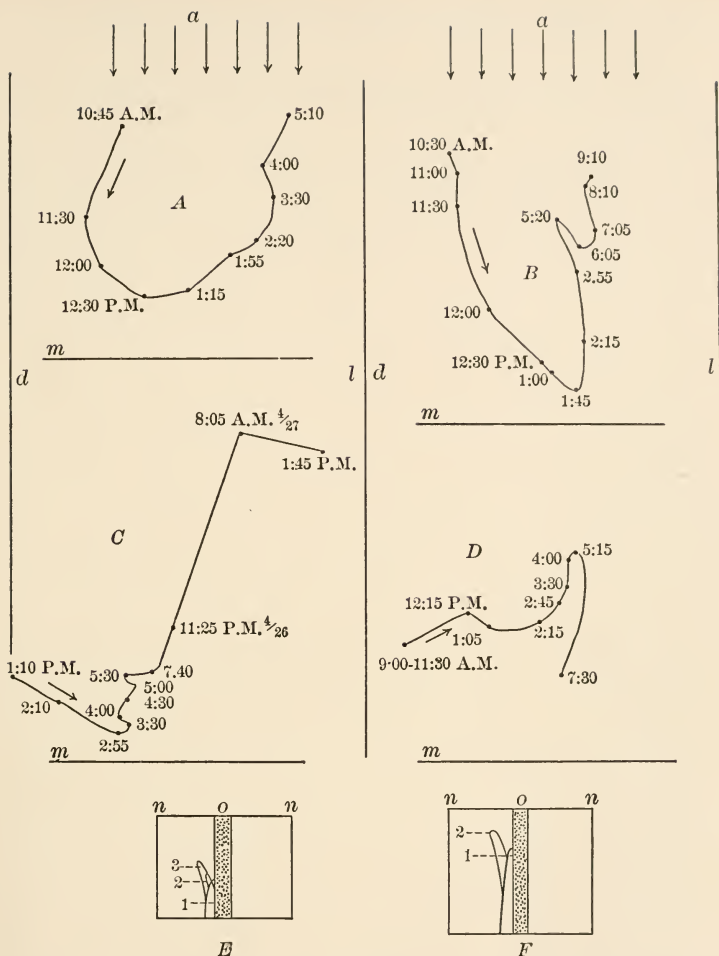 a
10:45 A.M.
5:10
4:00
3:30
A
11:30
2:20
1:55
12:00
1:15
12:30 P.M.
m
d
l
a
10:30 A.M.
11:00
9:10
8:10
11:30
5:20
7:05
6:05
B
2.55
12:00
2:15
12:30 P.M.
1:00
1:45
d
l
m
8:05 A.M. 4/27
1:45 P.M.
C
11:25 P.M. 4/26
1:10 P.M.
5:30
7.40
5:00
4:30
2:10
4:00
3:30
2:55
m
D
5:15
4:00
3:30
12:15 P.M.
2:45
1:05
2:15
9:00-11:30 A.M.
7:30
m
n o n
3
2
1
E
n o n
2
1
F